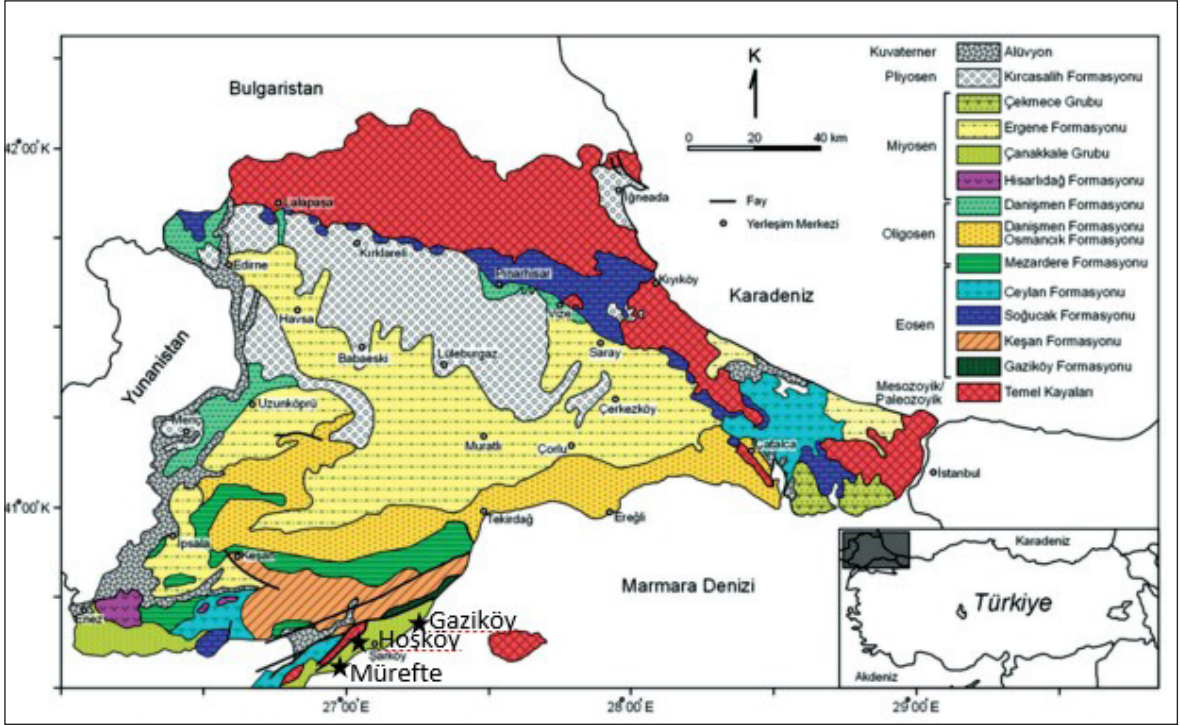 Bulgaristan
K
0 20 40 km
Fay
Yerleşim Merkezi
Kuvaterner
Alüvyon
Pliyosen
Kırcasalih Formasyonu
Çekmece Grubu
Ergene Formasyonu
Miyosen
Çanakkale Grubu
Hisarlıdağ Formasyonu
Danişmen Formasyonu
Oligosen
Danişmen Formasyonu
Osmancık Formasyonu
Mezardere Formasyonu
Ceylan Formasyonu
Eosen
Soğucak Formasyonu
Keşan Formasyonu
Gaziköy Formasyonu
Mesozoyik/
Paleozoyik
Temel Kayaları
42°00'K
Lalapaşa
İğneada
Kırklareli
Edirne
Pınarhisar
Kıyıköy
Karadeniz
Vize
Havsa
Yunanistan
Babaeski
Lüleburgaz
Saray
Uzunköprü
Çerkezköy
Meriç
Muratlı
Çorlu
Çatalca
İstanbul
41°00'K
Tekirdağ
Ereğli
İpsala
Keşan
Marmara Denizi
Karadeniz
Türkiye
Akdeniz
Enez
Gaziköy
Hoşköy
Şarköy
Mürefte
27°00'E
28°00'E
29°00'E